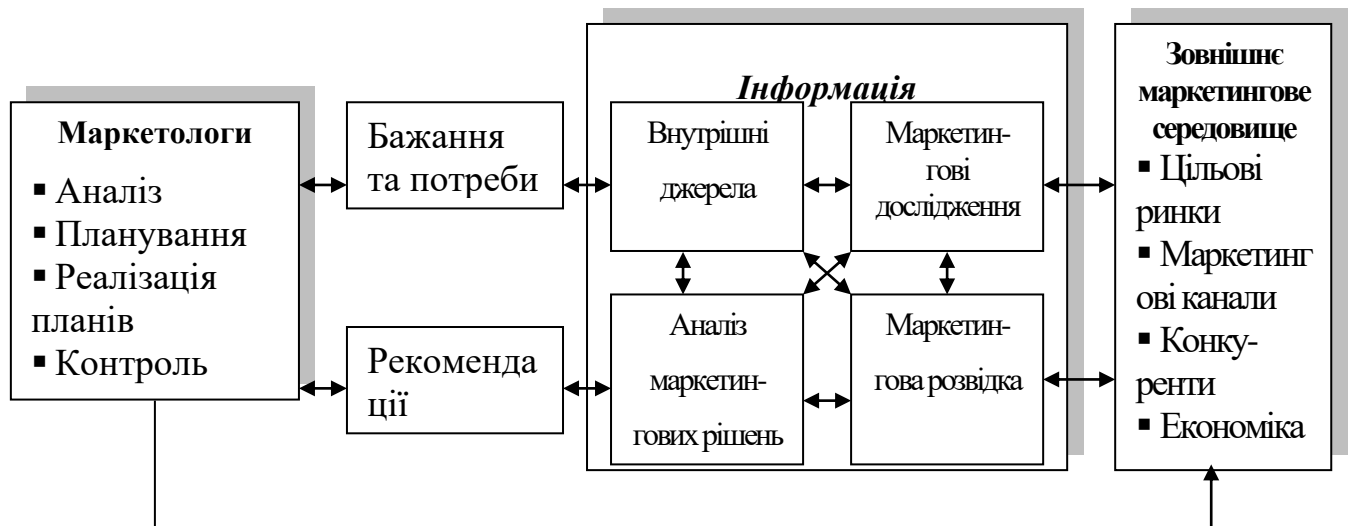 Маркетологи
▪ Аналіз
▪ Планування
▪ Реалізація
планів
▪ Контроль
Бажання
та потреби
Рекоменда
ції
Інформація
Внутрішні
джерела
Маркетин-
гові
дослідження
Аналіз
маркетин-
гових рішень
Маркетин-
гова розвідка
Зовнішнє
маркетингове
середовище
▪ Цільові
ринки
▪ Маркетинг
ові канали
▪ Конку-
ренти
▪ Економіка